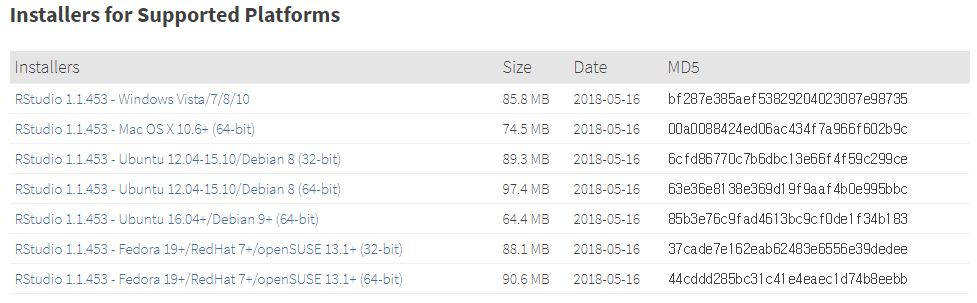 Installers for Supported Platforms
Installers Size Date MD5
RStudio 1.1.453 - Windows Vista/7/8/10 85.8 MB 2018-05-16 bf287e385aef53829204023087e98735
RStudio 1.1.453 - Mac OS X 10.6+ (64-bit) 74.5 MB 2018-05-16 00a0088424ed06ac434f7a966f602b9c
RStudio 1.1.453 - Ubuntu 12.04-15.10/Debian 8 (32-bit) 89.3 MB 2018-05-16 6cfd86770c7b6dbc13e66f4f59c299ce
RStudio 1.1.453 - Ubuntu 12.04-15.10/Debian 8 (64-bit) 97.4 MB 2018-05-16 63e36e8138e369d19f9aaf4b0e995bbc
RStudio 1.1.453 - Ubuntu 16.04+/Debian 9+ (64-bit) 64.4 MB 2018-05-16 85b3e76c9fad4613bc9cf0de1f34b183
RStudio 1.1.453 - Fedora 19+/RedHat 7+/openSUSE 13.1+ (32-bit) 88.1 MB 2018-05-16 37cade7e162eab62483e6556e39dedee
RStudio 1.1.453 - Fedora 19+/RedHat 7+/openSUSE 13.1+ (64-bit) 90.6 MB 2018-05-16 44cddd285bc31c41e4eaec1d74b8eebb